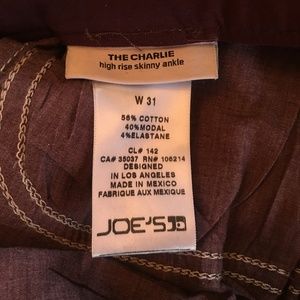 THE CHARLIE
high rise skinny ankle
W 31
56% COTTON
40% MODAL
4% ELASTANE
CL# 142
CA# 35037 RN# 106214
DESIGNED
IN LOS ANGELES
MADE IN MEXICO
FABRIQUE AUX MEXIQUE
JOE'S